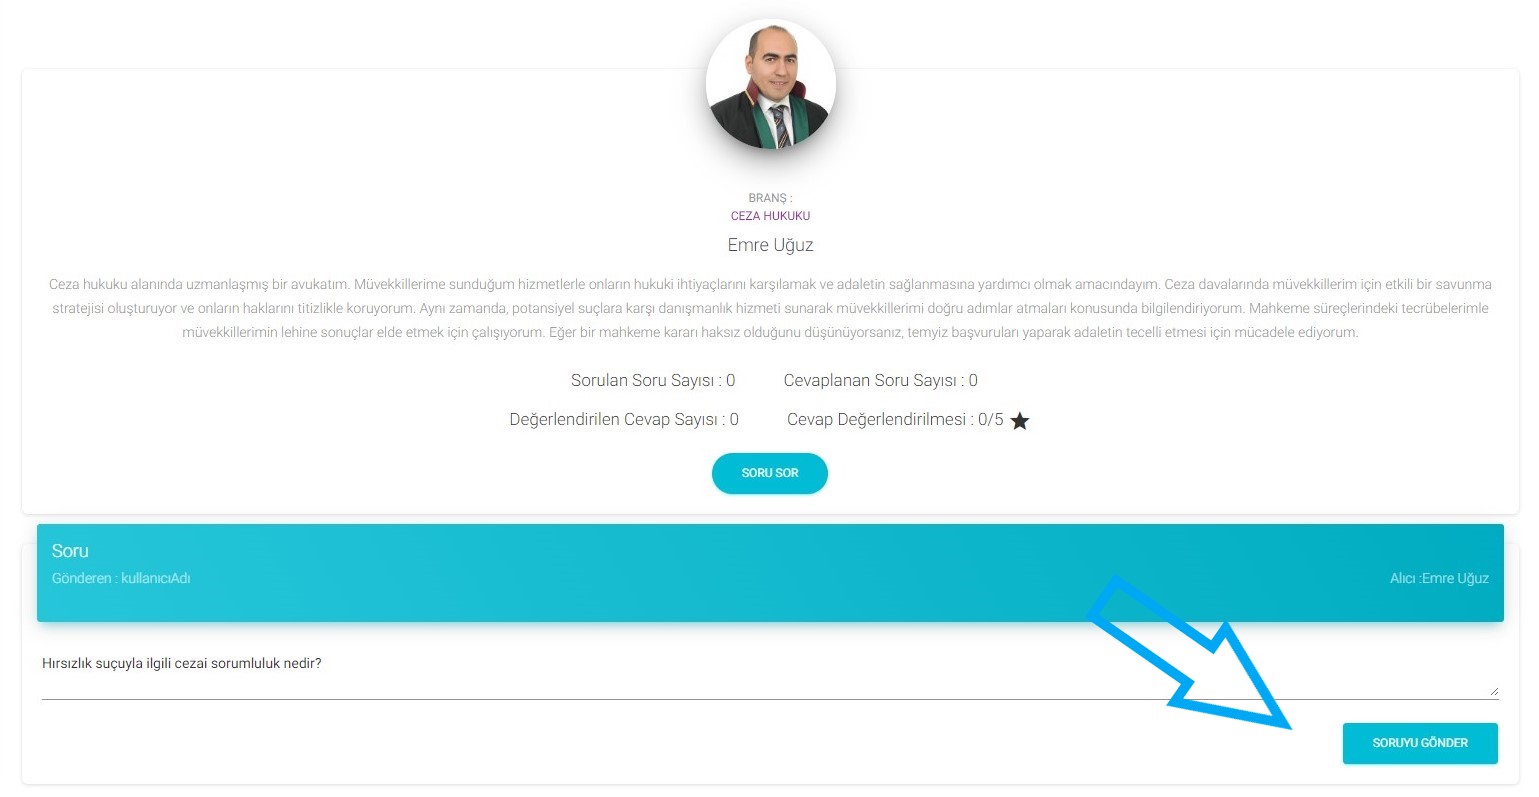 BRANŞ :
CEZA HUKUKU
Emre Uğuz
Ceza hukuku alanında uzmanlaşmış bir avukatım. Müvekkillerime sunduğum hizmetlerle onların hukuki ihtiyaçlarını karşılamak ve adaletin sağlanmasına yardımcı olmak amacındayım. Ceza davalarında müvekkillerim için etkili bir savunma
stratejisi oluşturuyor ve onların haklarını titizlikle koruyorum. Aynı zamanda, potansiyel suçlara karşı danışmanlık hizmeti sunarak müvekkillerimi doğru adımlar atmaları konusunda bilgilendiriyorum. Mahkeme süreçlerindeki tecrübelerimle
müvekkillerimin lehine sonuçlar elde etmek için çalışıyorum. Eğer bir mahkeme kararı haksız olduğunu düşünüyorsanız, temyiz başvuruları yaparak adaletin tecelli etmesi için mücadele ediyorum.
Sorulan Soru Sayısı : 0 Cevaplanan Soru Sayısı : 0
Değerlendirilen Cevap Sayısı : 0 Cevap Değerlendirilmesi : 0/5 ★
SORU SOR
Soru
Gönderen : kullanıcıAdı Alıcı :Emre Uğuz
Hırsızlık suçuyla ilgili cezai sorumluluk nedir?
SORUYU GÖNDER